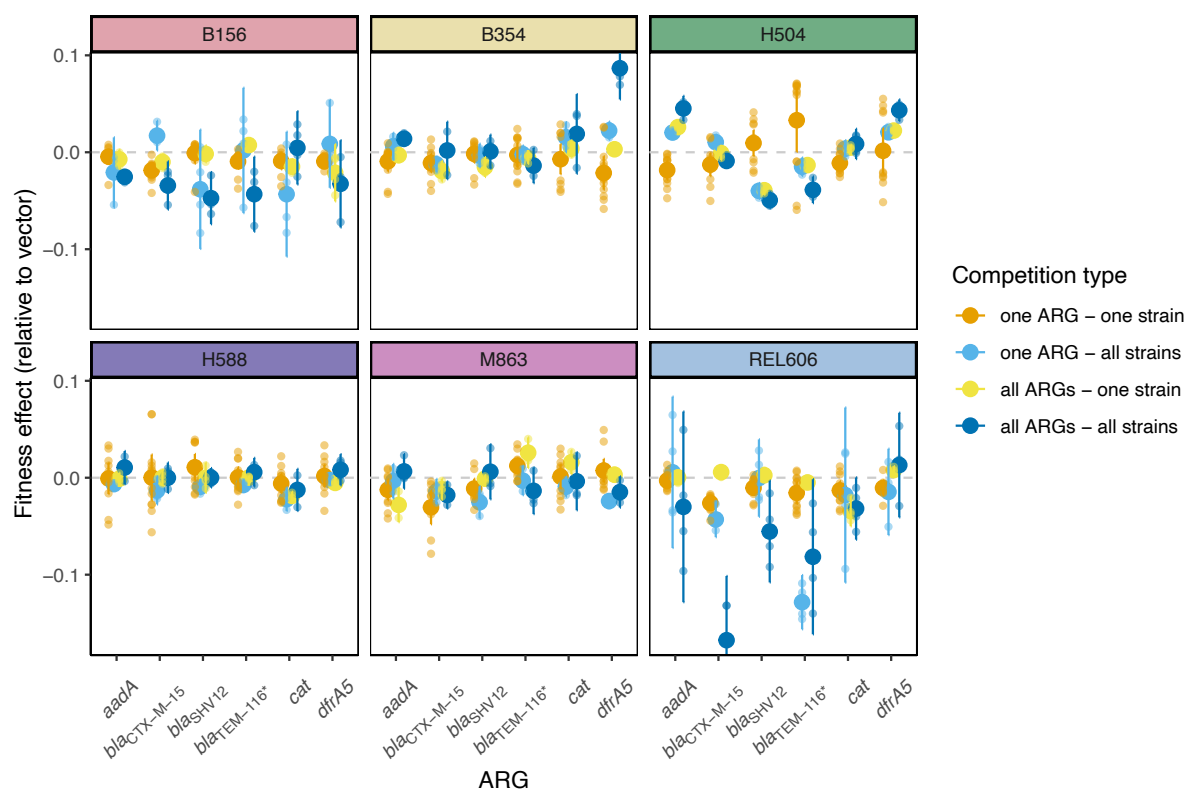 B156 B354 H504
0.1
0.0
−0.1
H588 M863 REL606
0.1
0.0
−0.1
Fitness effect (relative to vector)
aadA blaCTX−M−15 blaSHV12 blaTEM−116* cat dfrA5
aadA blaCTX−M−15 blaSHV12 blaTEM−116* cat dfrA5
aadA blaCTX−M−15 blaSHV12 blaTEM−116* cat dfrA5
ARG
Competition type
one ARG − one strain
one ARG − all strains
all ARGs − one strain
all ARGs − all strains